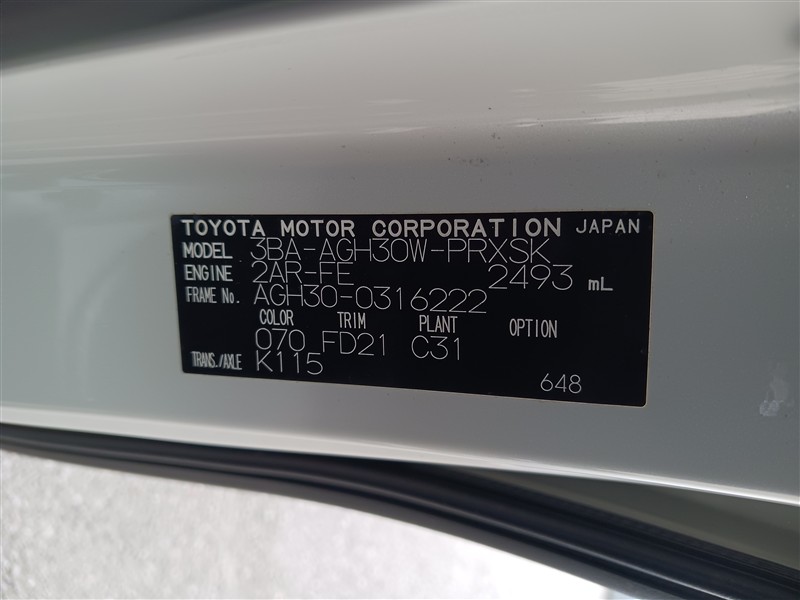 TOYOTA MOTOR CORPORATION JAPAN
MODEL 3BA-AGH30W-PRXSK
ENGINE 2AR-FE 2493 mL
FRAME No. AGH30-0316222
COLOR TRIM PLANT OPTION
070 FD21 C31
TRANS./AXLE K115
648